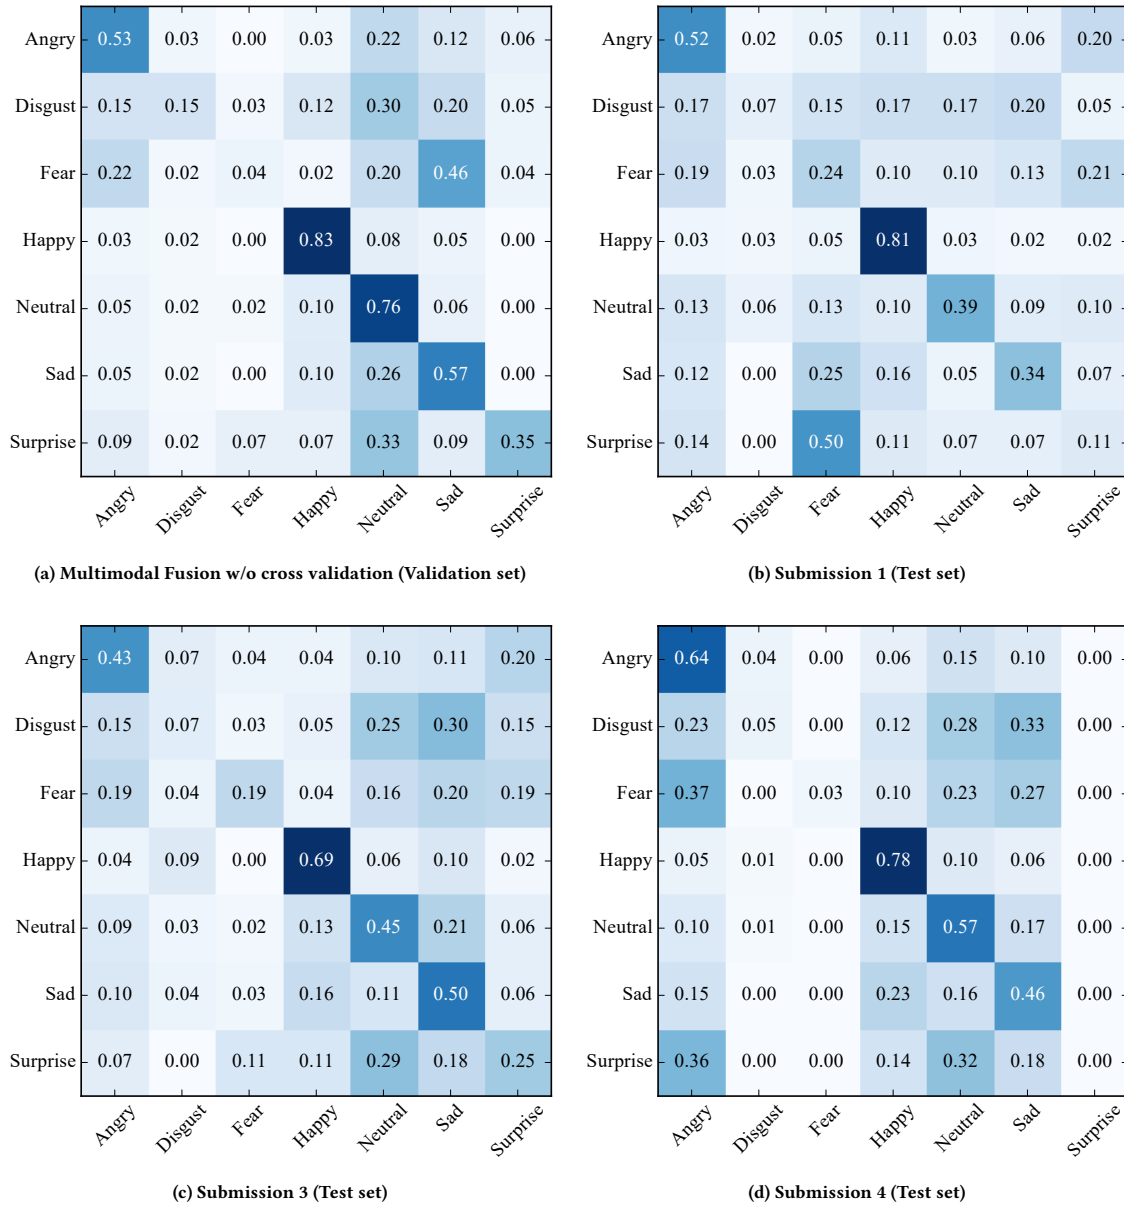 Angry 0.53 0.03 0.00 0.03 0.22 0.12 0.06
Disgust 0.15 0.15 0.03 0.12 0.30 0.20 0.05
Fear 0.22 0.02 0.04 0.02 0.20 0.46 0.04
Happy 0.03 0.02 0.00 0.83 0.08 0.05 0.00
Neutral 0.05 0.02 0.02 0.10 0.76 0.06 0.00
Sad 0.05 0.02 0.00 0.10 0.26 0.57 0.00
Surprise 0.09 0.02 0.07 0.07 0.33 0.09 0.35
Angry Disgust Fear Happy Neutral Sad Surprise
(a) Multimodal Fusion w/o cross validation (Validation set)
Angry 0.52 0.02 0.05 0.11 0.03 0.06 0.20
Disgust 0.17 0.07 0.15 0.17 0.17 0.20 0.05
Fear 0.19 0.03 0.24 0.10 0.10 0.13 0.21
Happy 0.03 0.03 0.05 0.81 0.03 0.02 0.02
Neutral 0.13 0.06 0.13 0.10 0.39 0.09 0.10
Sad 0.12 0.00 0.25 0.16 0.05 0.34 0.07
Surprise 0.14 0.00 0.50 0.11 0.07 0.07 0.11
Angry Disgust Fear Happy Neutral Sad Surprise
(b) Submission 1 (Test set)
Angry 0.43 0.07 0.04 0.04 0.10 0.11 0.20
Disgust 0.15 0.07 0.03 0.05 0.25 0.30 0.15
Fear 0.19 0.04 0.19 0.04 0.16 0.20 0.19
Happy 0.04 0.09 0.00 0.69 0.06 0.10 0.02
Neutral 0.09 0.03 0.02 0.13 0.45 0.21 0.06
Sad 0.10 0.04 0.03 0.16 0.11 0.50 0.06
Surprise 0.07 0.00 0.11 0.11 0.29 0.18 0.25
Angry Disgust Fear Happy Neutral Sad Surprise
(c) Submission 3 (Test set)
Angry 0.64 0.04 0.00 0.06 0.15 0.10 0.00
Disgust 0.23 0.05 0.00 0.12 0.28 0.33 0.00
Fear 0.37 0.00 0.03 0.10 0.23 0.27 0.00
Happy 0.05 0.01 0.00 0.78 0.10 0.06 0.00
Neutral 0.10 0.01 0.00 0.15 0.57 0.17 0.00
Sad 0.15 0.00 0.00 0.23 0.16 0.46 0.00
Surprise 0.36 0.00 0.00 0.14 0.32 0.18 0.00
Angry Disgust Fear Happy Neutral Sad Surprise
(d) Submission 4 (Test set)